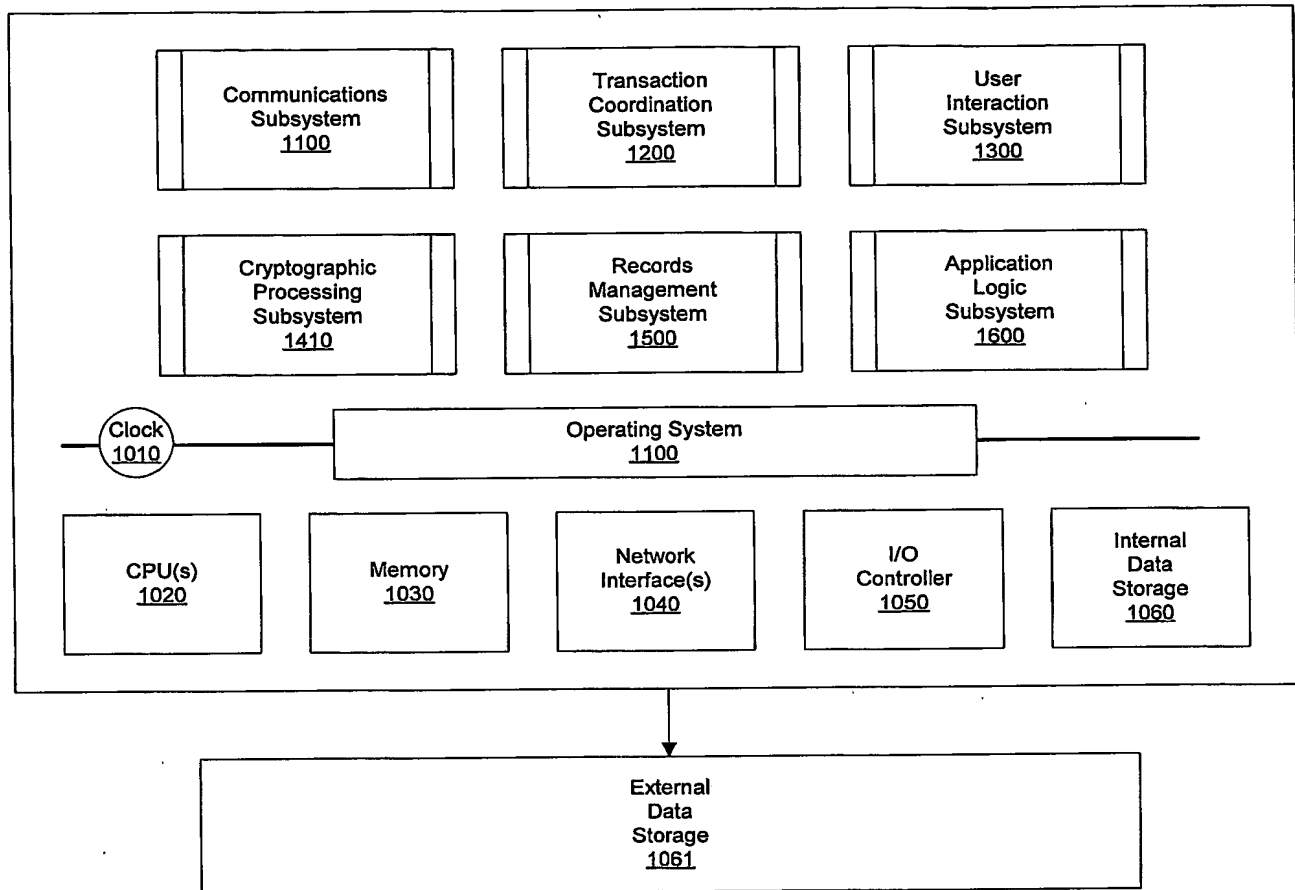 Communications
Subsystem
1100
Transaction
Coordination
Subsystem
1200
User
Interaction
Subsystem
1300
Cryptographic
Processing
Subsystem
1410
Records
Management
Subsystem
1500
Application
Logic
Subsystem
1600
Clock
1010
Operating System
1100
CPU(s)
1020
Memory
1030
Network
Interface(s)
1040
I/O
Controller
1050
Internal
Data
Storage
1060
External
Data
Storage
1061